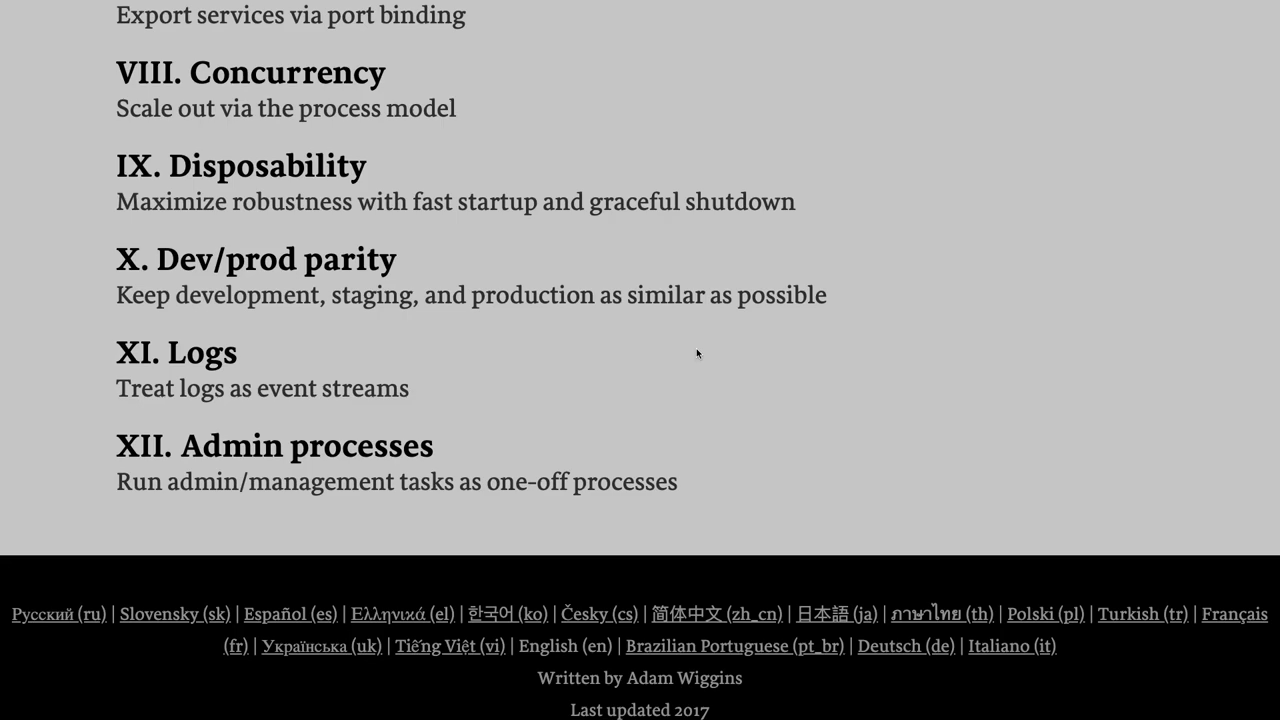 Export services via port binding
VIII. Concurrency
Scale out via the process model
IX. Disposability
Maximize robustness with fast startup and graceful shutdown
X. Dev/prod parity
Keep development, staging, and production as similar as possible
XI. Logs
Treat logs as event streams
XII. Admin processes
Run admin/management tasks as one-off processes
Русский (ru) | Slovensky (sk) | Español (es) | Ελληνικά (el) | 한국어 (ko) | Česky (cs) | 简体中文 (zh_cn) | 日本語 (ja) | ภาษาไทย (th) | Polski (pl) | Turkish (tr) | Français
(fr) | Українська (uk) | Tiếng Việt (vi) | English (en) | Brazilian Portuguese (pt_br) | Deutsch (de) | Italiano (it)
Written by Adam Wiggins
Last updated 2017